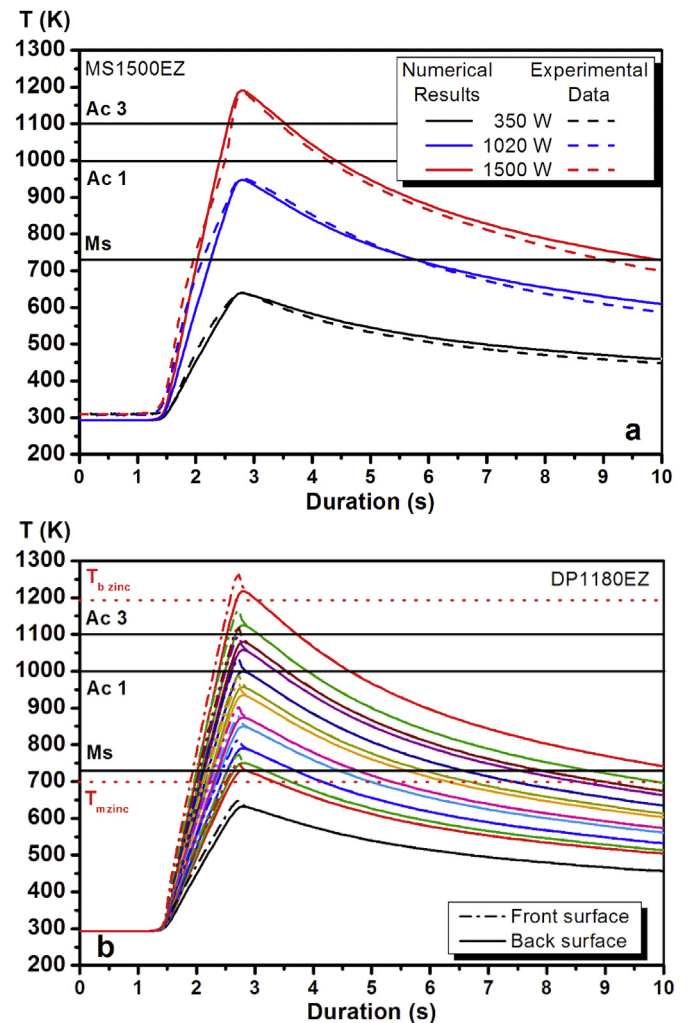 T (K)
1300
1200
1100
1000
900
800
700
600
500
400
300
200
MS1500EZ
Ac 3
Ac 1
Ms
Numerical Experimental
Results Data
350 W
1020 W
1500 W
a
0 1 2 3 4 5 6 7 8 9 10
Duration (s)
T (K)
1300
1200
1100
1000
900
800
700
600
500
400
300
200
T b zinc
DP1180EZ
Ac 3
Ac 1
Ms
T m zinc
Front surface
Back surface
b
0 1 2 3 4 5 6 7 8 9 10
Duration (s)